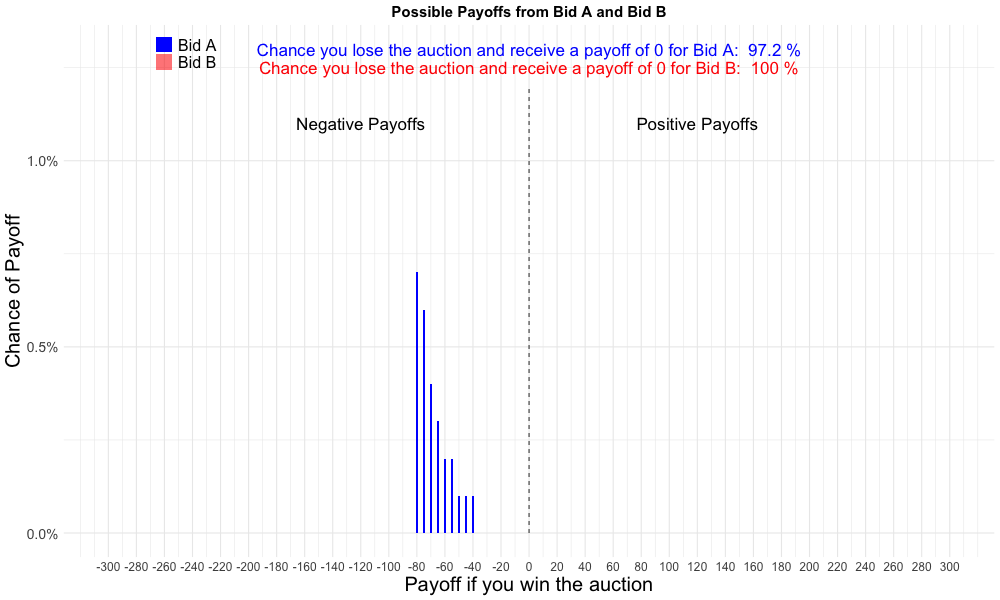 Possible Payoffs from Bid A and Bid B
Bid A
Bid B
Chance you lose the auction and receive a payoff of 0 for Bid A:  97.2 %
Chance you lose the auction and receive a payoff of 0 for Bid B:  100 %
Negative Payoffs
Positive Payoffs
Chance of Payoff
1.0%
0.5%
0.0%
-300 -280 -260 -240 -220 -200 -180 -160 -140 -120 -100 -80 -60 -40 -20 0 20 40 60 80 100 120 140 160 180 200 220 240 260 280 300
Payoff if you win the auction